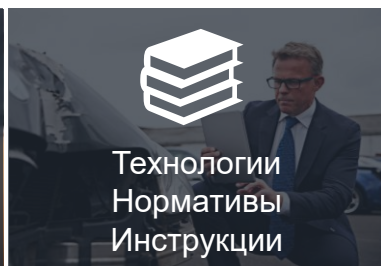 Технологии
Нормативы
Инструкции